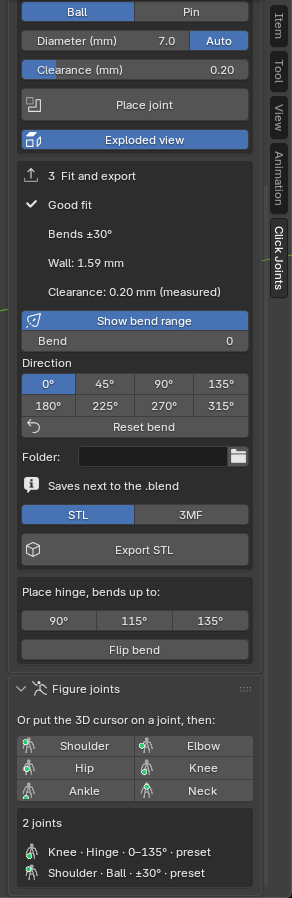 Ball Pin
Diameter (mm) 7.0 Auto
Clearance (mm) 0.20
Place joint
Exploded view
3 Fit and export
Good fit
Bends ±30°
Wall: 1.59 mm
Clearance: 0.20 mm (measured)
Show bend range
Bend 0
Direction
0° 45° 90° 135°
180° 225° 270° 315°
Reset bend
Folder:
Saves next to the .blend
STL 3MF
Export STL
Place hinge, bends up to:
90° 115° 135°
Flip bend
Figure joints
Or put the 3D cursor on a joint, then:
Shoulder Elbow
Hip Knee
Ankle Neck
2 joints
Knee · Hinge · 0–135° · preset
Shoulder · Ball · ±30° · preset
Item
Tool
View
Animation
Click Joints